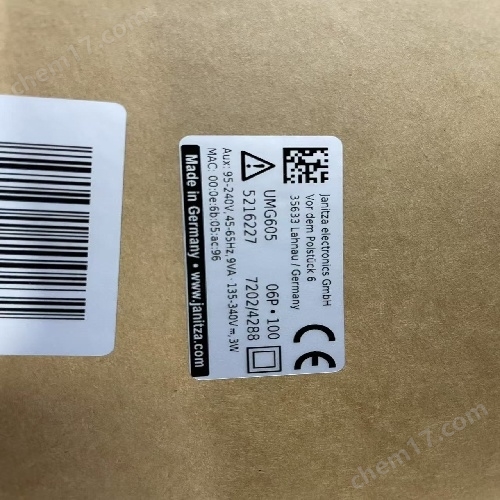 Janitza electronics GmbH
Vor dem Polstück 6
35633 Lahnau / Germany
UMG605 06P • 100
5216227 7202/4288
Aux: 95-240V, 45-65Hz, 9VA : 135-340V⎓, 3W
MAC: 00:0e:6b:05:ac:96
Made in Germany • www.janitza.com
CE
chem17.com
chem17.com